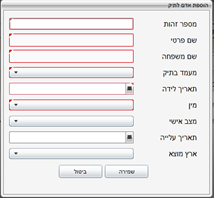 הוספת אדם לתיק
מספר זהות
שם פרטי
שם משפחה
מעמד בתיק
תאריך לידה
מין
מצב אישי
תאריך עלייה
ארץ מוצא
שמירה
ביטול